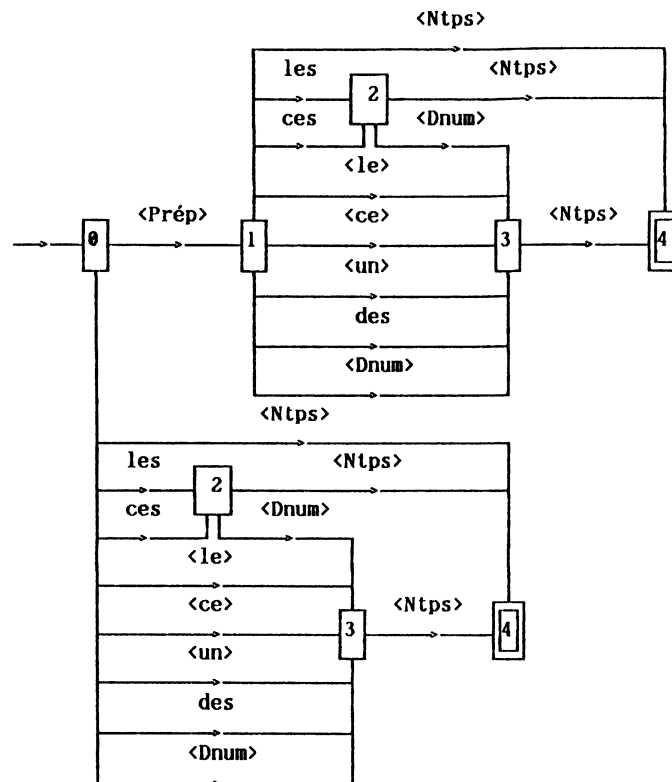 <Ntps>
les 2 <Ntps>
ces <Dnum>
<le>
<Prép> <ce> <Ntps>
0 1 3 4
<un>
des
<Dnum>
<Ntps>
les <Ntps>
2
ces <Dnum>
<le>
<ce> <Ntps>
3 4
<un>
des
<Dnum>